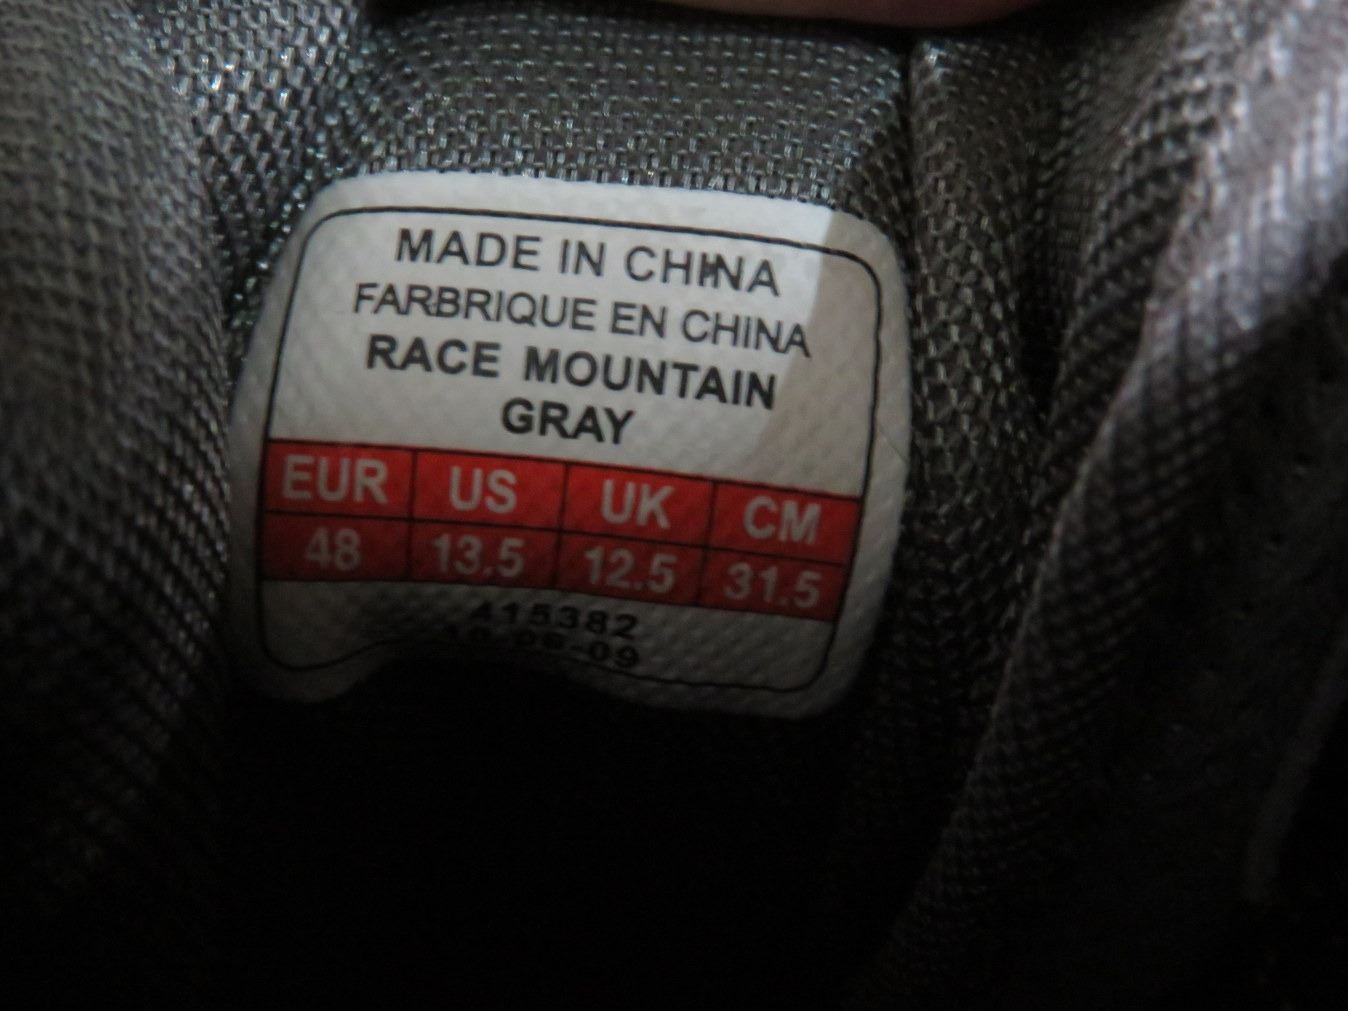 MADE IN CHINA
FARBRIQUE EN CHINA
RACE MOUNTAIN
GRAY
EUR US UK CM
48 13.5 12.5 31.5
415382